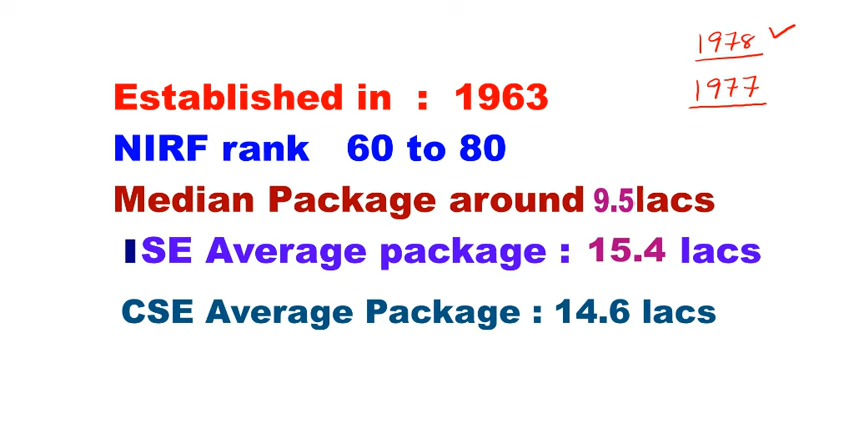 1978
1977
Established in : 1963
NIRF rank 60 to 80
Median Package around 9.5lacs
ISE Average package : 15.4 lacs
CSE Average Package : 14.6 lacs